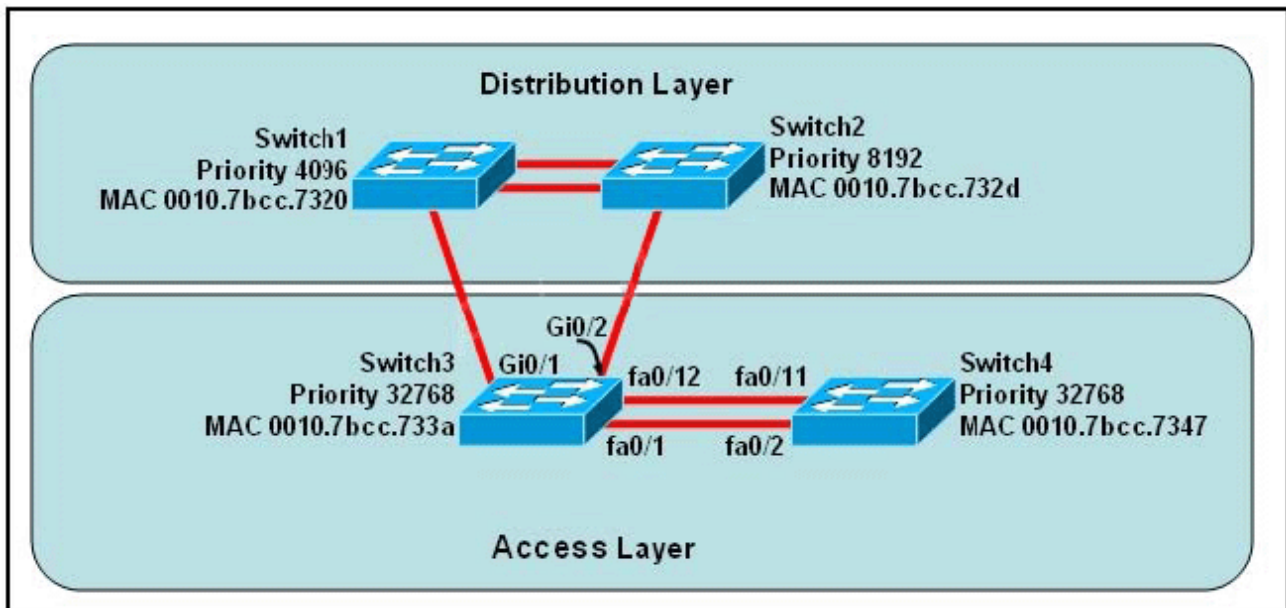 Distribution Layer
Switch1
Priority 4096
MAC 0010.7bcc.7320
Switch2
Priority 8192
MAC 0010.7bcc.732d
Gi0/2
Switch3
Priority 32768
MAC 0010.7bcc.733a
Gi0/1
fa0/12
fa0/11
fa0/1
fa0/2
Switch4
Priority 32768
MAC 0010.7bcc.7347
Access Layer